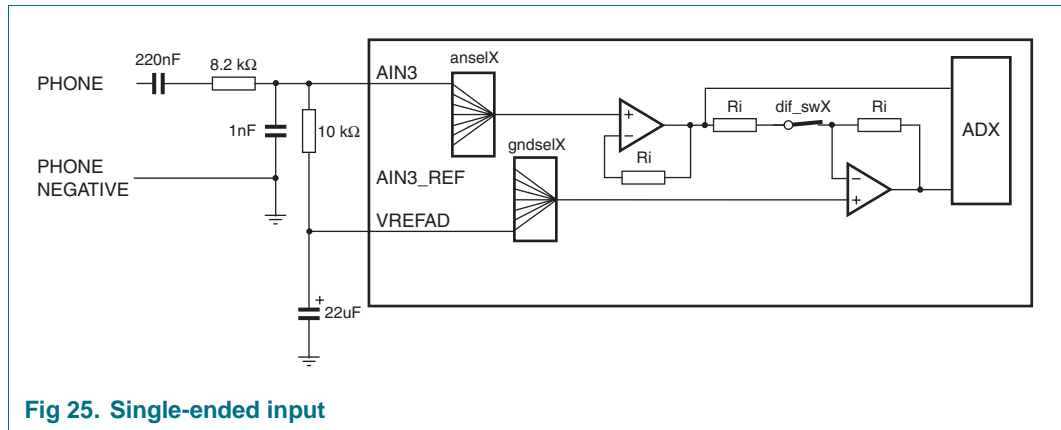 220nF
8.2 kΩ
PHONE
AIN3
anselX
1nF
10 kΩ
PHONE
NEGATIVE
AIN3_REF
gndselX
VREFAD
+
22uF
+
−
Ri
Ri
dif_swX
Ri
−
+
ADX
Fig 25. Single-ended input